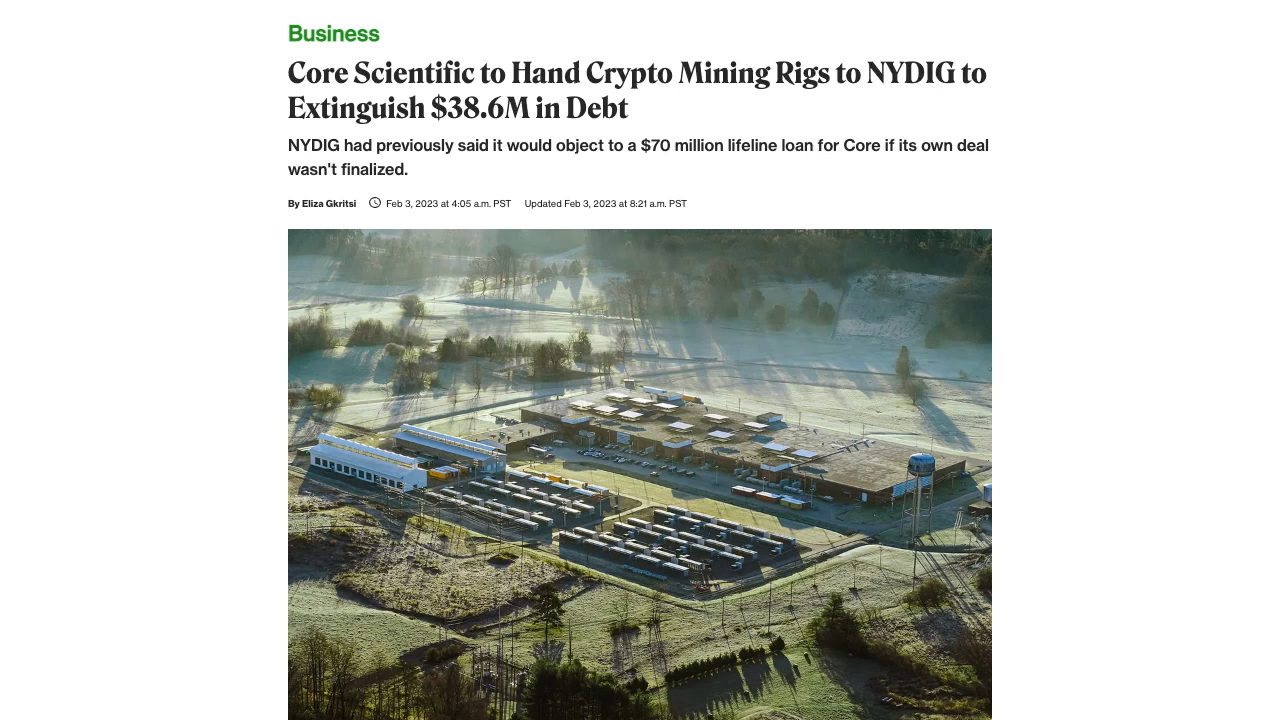 Business
Core Scientific to Hand Crypto Mining Rigs to NYDIG to
Extinguish $38.6M in Debt
NYDIG had previously said it would object to a $70 million lifeline loan for Core if its own deal
wasn't finalized.
By Eliza Gkritsi Feb 3, 2023 at 4:05 a.m. PST Updated Feb 3, 2023 at 8:21 a.m. PST